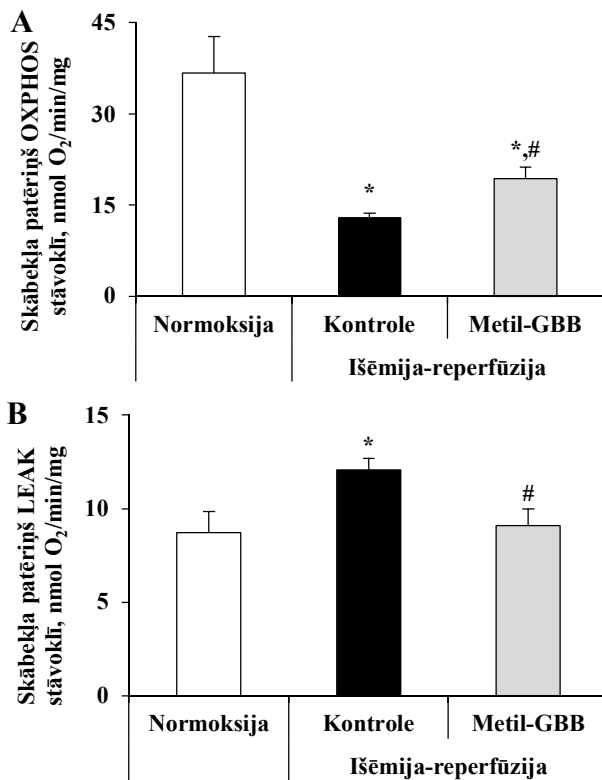 A
Skābekļa patēriņš OXPHOS
stāvoklī, nmol O₂/min/mg
45
30
15
0
*
*,#
Normoksija
Kontrole
Metil-GBB
Išēmija-reperfūzija
B
Skābekļa patēriņš LEAK
stāvoklī, nmol O₂/min/mg
15
10
5
0
*
#
Normoksija
Kontrole
Metil-GBB
Išēmija-reperfūzija